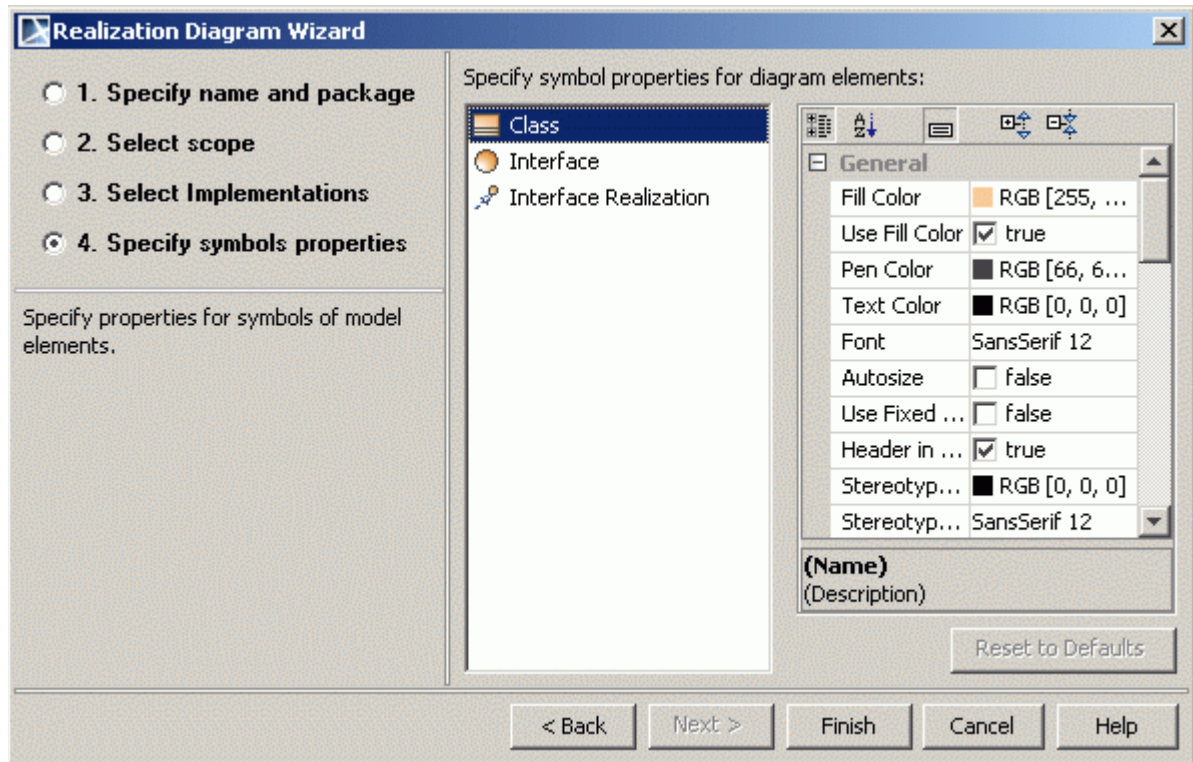 Realization Diagram Wizard
1. Specify name and package
2. Select scope
3. Select Implementations
4. Specify symbols properties
Specify properties for symbols of model
elements.
Specify symbol properties for diagram elements:
Class
Interface
Interface Realization
General
Fill Color RGB [255, ...
Use Fill Color true
Pen Color RGB [66, 6...
Text Color RGB [0, 0, 0]
Font SansSerif 12
Autosize false
Use Fixed ... false
Header in ... true
Stereotyp... RGB [0, 0, 0]
Stereotyp... SansSerif 12
(Name)
(Description)
Reset to Defaults
< Back Next > Finish Cancel Help